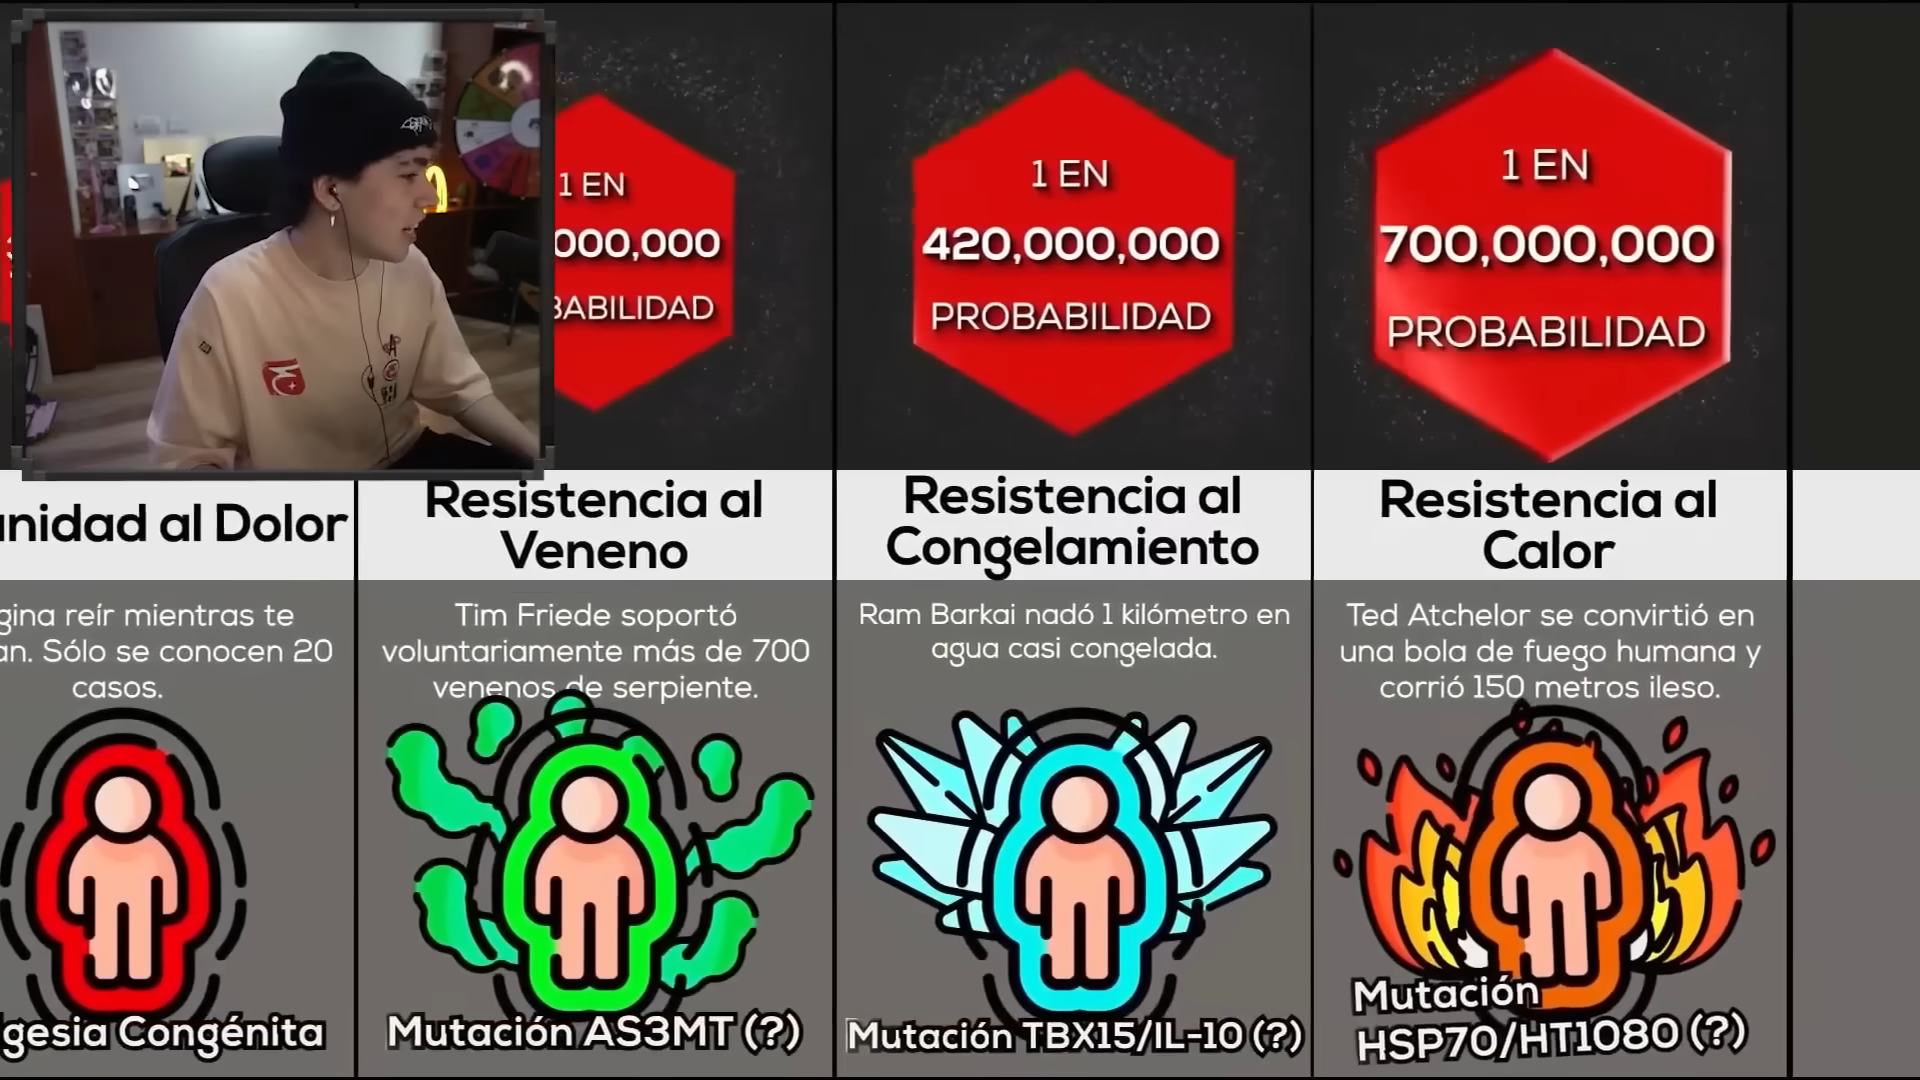 1 EN
000,000
BABILIDAD
1 EN
420,000,000
PROBABILIDAD
1 EN
700,000,000
PROBABILIDAD
nidad al Dolor
gina reír mientras te
an. Sólo se conocen 20
casos.
gesia Congénita
Resistencia al
Veneno
Tim Friede soportó
voluntariamente más de 700
venenos de serpiente.
Mutación AS3MT (?)
Resistencia al
Congelamiento
Ram Barkai nadó 1 kilómetro en
agua casi congelada.
Mutación TBX15/IL-10 (?)
Resistencia al
Calor
Ted Atchelor se convirtió en
una bola de fuego humana y
corrió 150 metros ileso.
Mutación
HSP70/HT1080 (?)